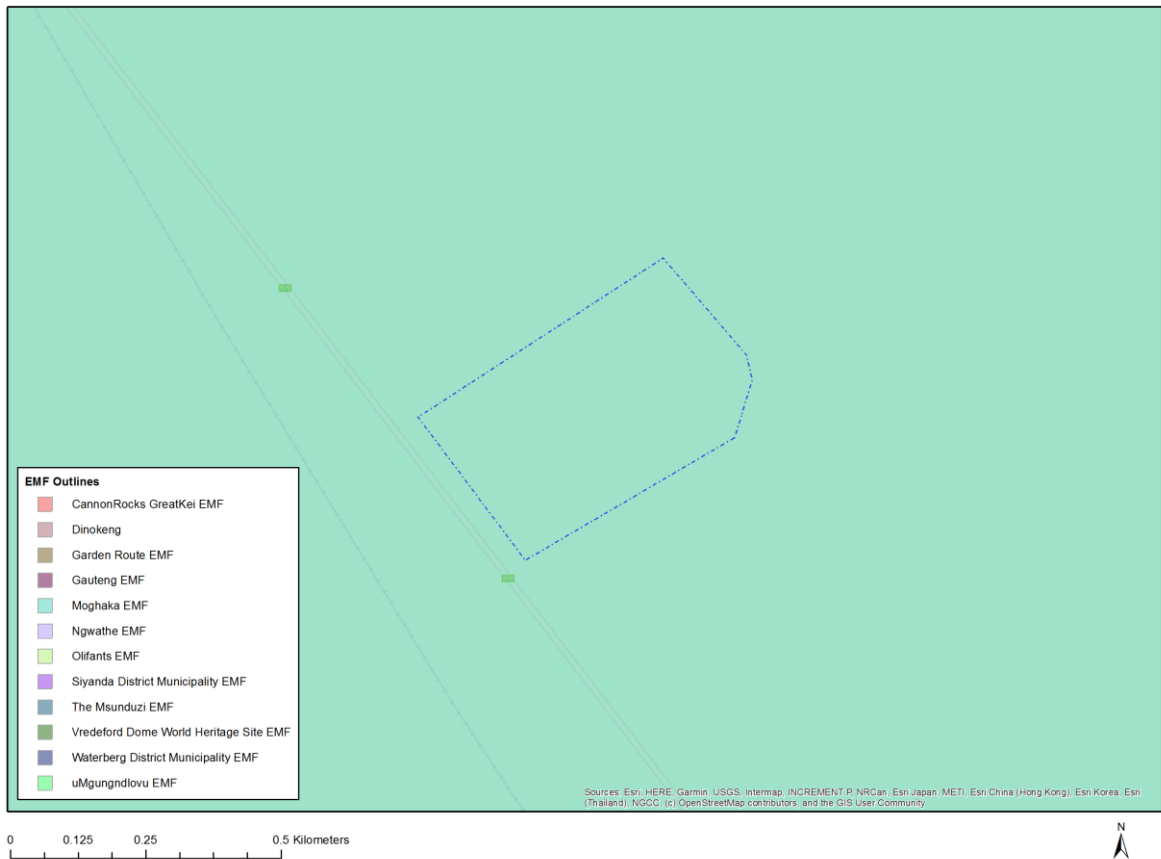 EMF Outlines
CannonRocks GreatKei EMF
Dinokeng
Garden Route EMF
Gauteng EMF
Moghaka EMF
Ngwathe EMF
Olifants EMF
Siyanda District Municipality EMF
The Msunduzi EMF
Vredeford Dome World Heritage Site EMF
Waterberg District Municipality EMF
uMgungndlovu EMF
Sources: Esri, HERE, Garmin, USGS, Intermap, INCREMENT P, NRCan, Esri Japan, METI, Esri China (Hong Kong), Esri Korea, Esri
(Thailand), NGCC, (c) OpenStreetMap contributors, and the GIS User Community
0 0.125 0.25 0.5 Kilometers
N